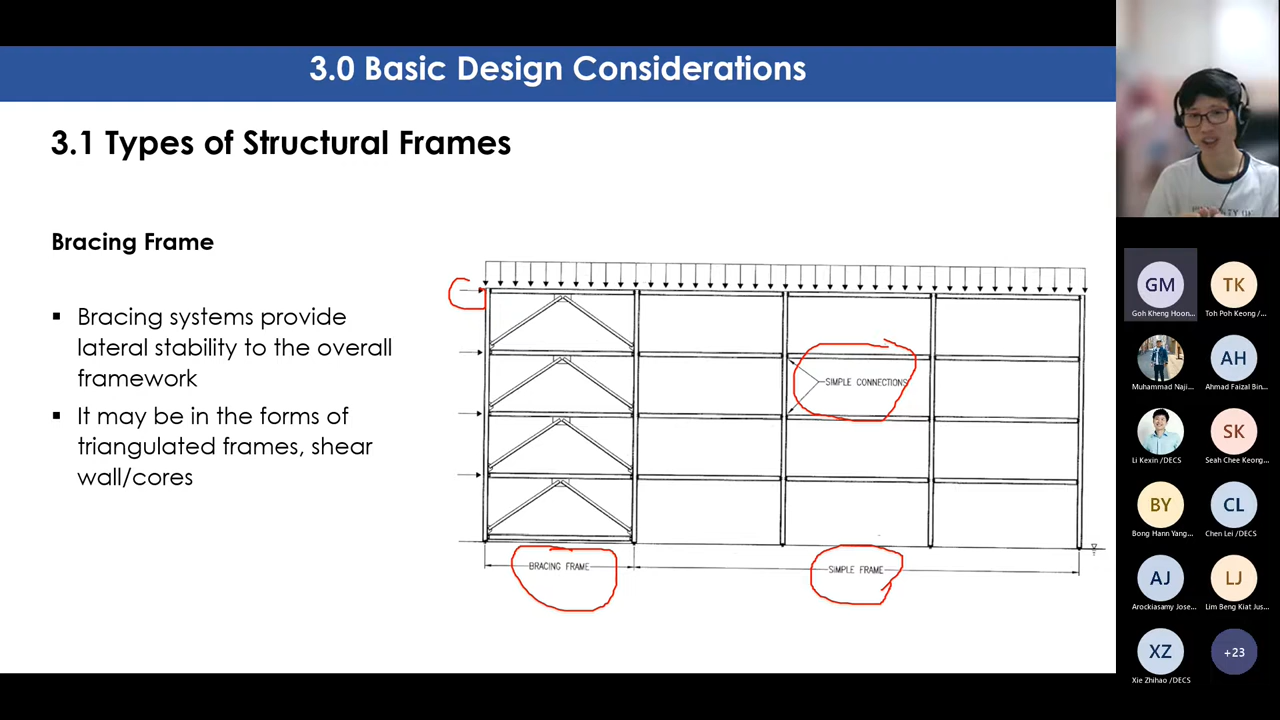 3.0 Basic Design Considerations
3.1 Types of Structural Frames
Bracing Frame
▪ Bracing systems provide
lateral stability to the overall
framework
▪ It may be in the forms of
triangulated frames, shear
wall/cores
SIMPLE CONNECTIONS
BRACING FRAME
SIMPLE FRAME
GM
TK
Goh Kheng Hoon...
Toh Poh Keong /...
AH
Muhammad Naji...
Ahmad Faizal Bin...
SK
Li Kexin /DECS
Seah Chee Keong...
BY
CL
Bong Hann Yang...
Chen Lei /DECS
AJ
LJ
Arockiasamy Jose...
Lim Beng Kiat Jus...
XZ
+23
Xie Zhihao /DECS